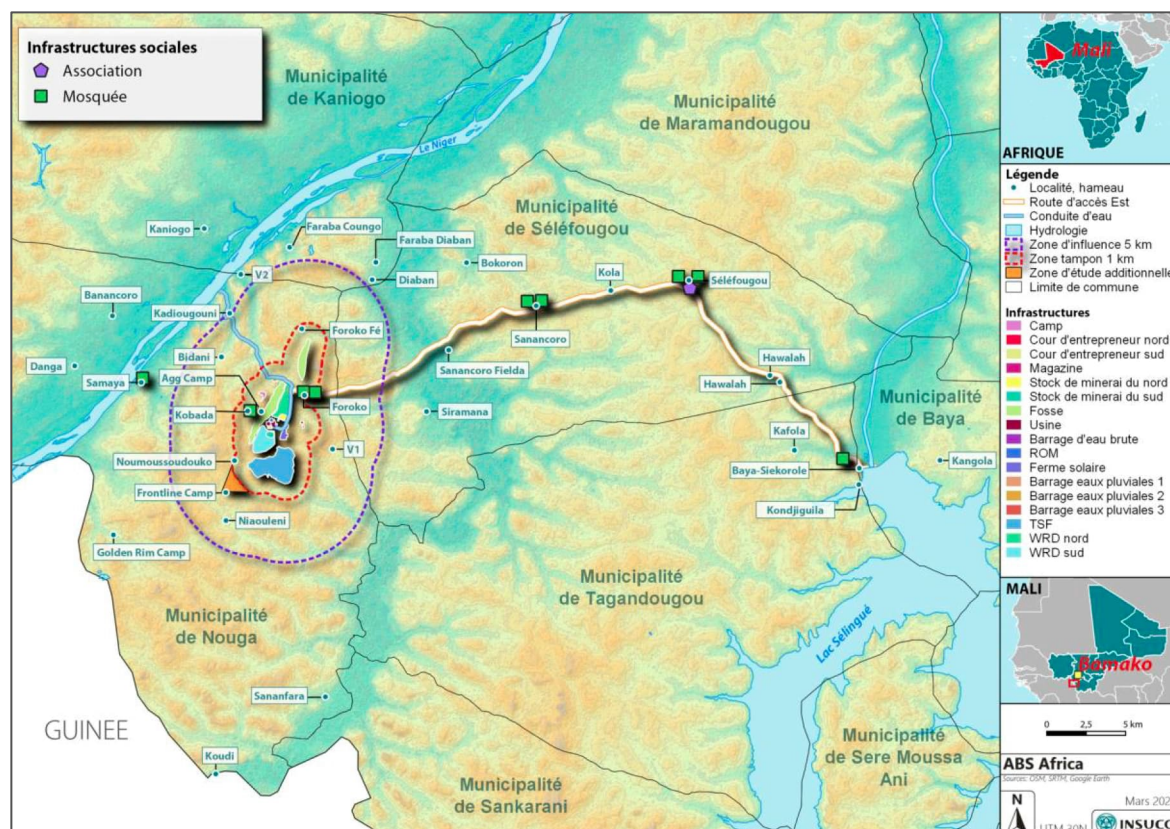 Infrastructures sociales
Association
Mosquée
Municipalité
de Kaniogo
Municipalité
de Maramandougou
Le Niger
Municipalité
de Séléfougou
Kaniogo
Faraba Coungo
Faraba Diaban
Bokoron
V2
Diaban
Kola
Séléfougou
Banancoro
Kadiougouni
Foroko Fé
Sanancoro
Bidani
Danga
Sanancoro Fielda
Hawalah
Samaya
Agg Camp
Hawalah
Kobada
Foroko
Siramana
Municipalité
de Baya
Kafola
Noumoussoudouko
V1
Baya-Siekorole
Kangola
Frontline Camp
Kondjiguila
Niaouleni
Golden Rim Camp
Municipalité
de Tagandougou
Municipalité
de Nouga
Lac Sélingué
Sananfara
GUINEE
Koudi
Municipalité
de Sere Moussa
Ani
Municipalité
de Sankarani
Mali
AFRIQUE
Légende
Localité, hameau
Route d'accès Est
Conduite d'eau
Hydrologie
Zone d'influence 5 km
Zone tampon 1 km
Zone d'étude additionnelle
Limite de commune
Infrastructures
Camp
Cour d'entrepreneur nord
Cour d'entrepreneur sud
Magazine
Stock de minerai du nord
Stock de minerai du sud
Fosse
Usine
Barrage d'eau brute
ROM
Ferme solaire
Barrage eaux pluviales 1
Barrage eaux pluviales 2
Barrage eaux pluviales 3
TSF
WRD nord
WRD sud
MALI
Bamako
0 2,5 5 km
ABS Africa
Sources: OSM, SRTM, Google Earth
N
Mars 202
UTM 30N
INSUCO